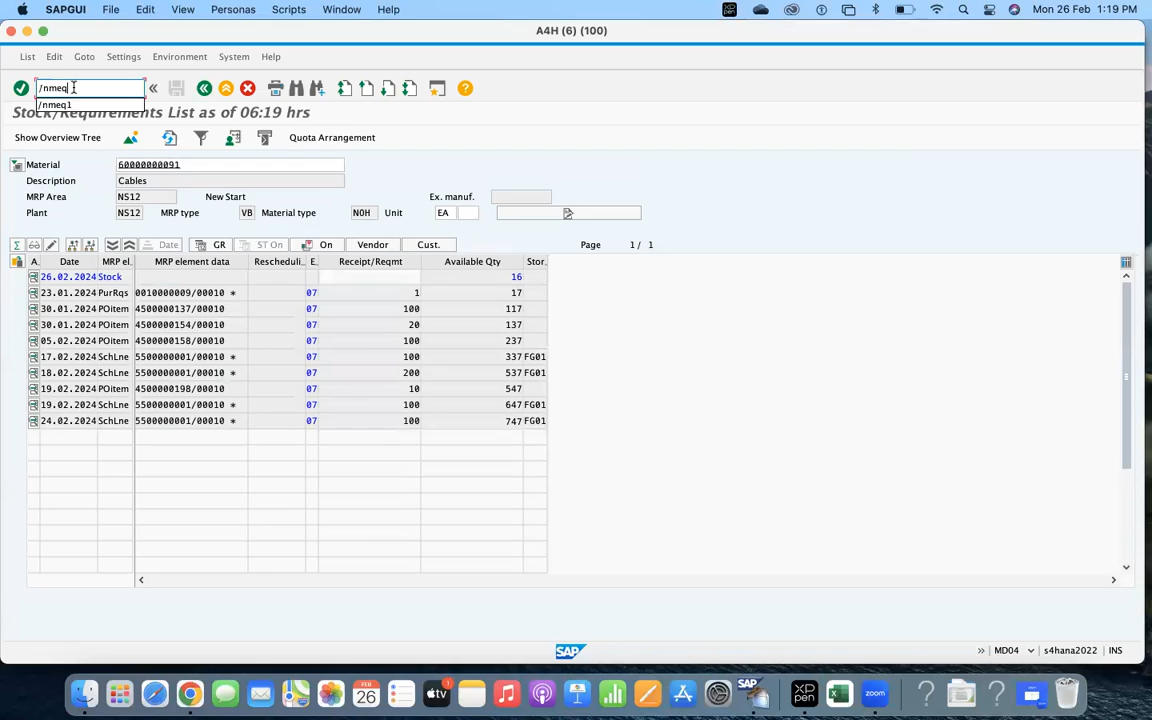 SAPGUI File Edit View Personas Scripts Window Help Mon 26 Feb 1:19 PM
A4H (6) (100)
List Edit Goto Settings Environment System Help
/nmeq
/nmeq1
Stock/Requirements List as of 06:19 hrs
Show Overview Tree Quota Arrangement
Material 60000000091
Description Cables
MRP Area NS12 New Start Ex. manuf.
Plant NS12 MRP type VB Material type NOH Unit EA
Date GR ST On On Vendor Cust. Page 1 / 1
A.. Date MRP el.. MRP element data Rescheduli.. E.. Receipt/Reqmt Available Qty Stor..
26.02.2024 Stock 16
23.01.2024 PurRqs 0010000009/00010 * 07 1 17
30.01.2024 POitem 4500000137/00010 07 100 117
30.01.2024 POitem 4500000154/00010 07 20 137
05.02.2024 POitem 4500000158/00010 07 100 237
17.02.2024 SchLne 5500000001/00010 * 07 100 337 FG01
18.02.2024 SchLne 5500000001/00010 * 07 200 537 FG01
19.02.2024 POitem 4500000198/00010 07 10 547
19.02.2024 SchLne 5500000001/00010 * 07 100 647 FG01
24.02.2024 SchLne 5500000001/00010 * 07 100 747 FG01
SAP MD04 s4hana2022 INS
FEB
26
tv
zoom
SAP